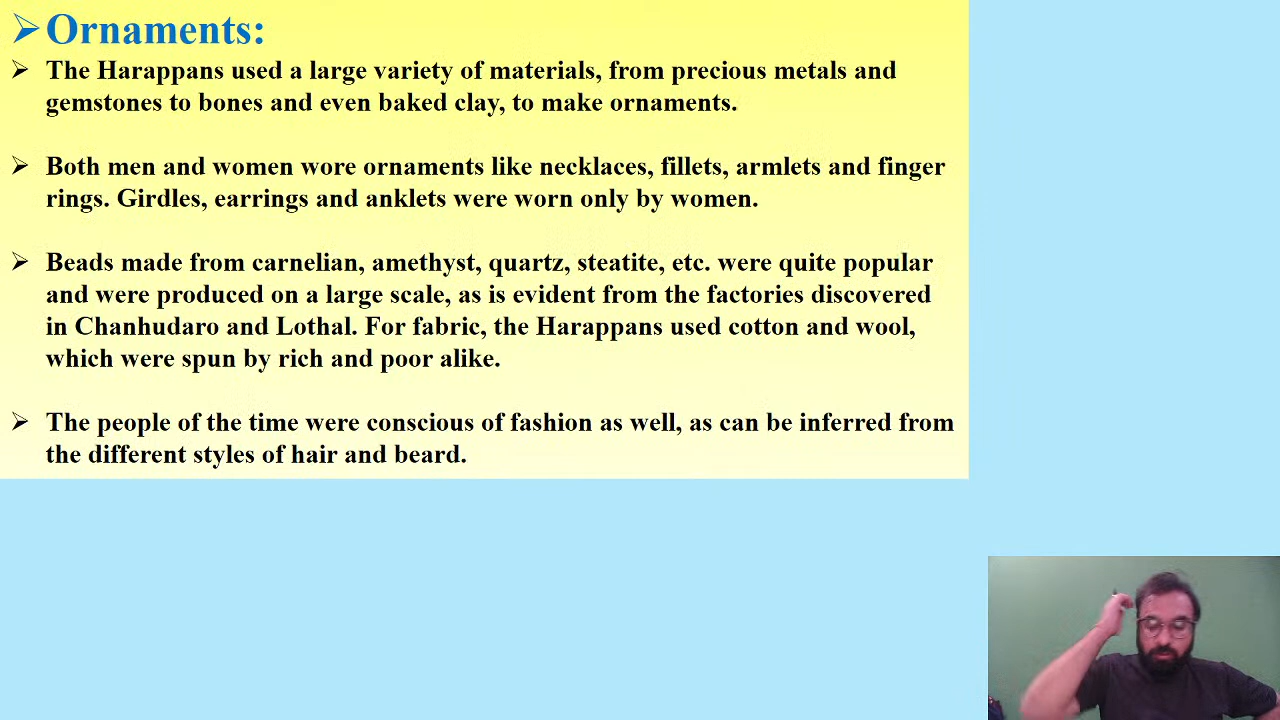 Ornaments:
The Harappans used a large variety of materials, from precious metals and
gemstones to bones and even baked clay, to make ornaments.
Both men and women wore ornaments like necklaces, fillets, armlets and finger
rings. Girdles, earrings and anklets were worn only by women.
Beads made from carnelian, amethyst, quartz, steatite, etc. were quite popular
and were produced on a large scale, as is evident from the factories discovered
in Chanhudaro and Lothal. For fabric, the Harappans used cotton and wool,
which were spun by rich and poor alike.
The people of the time were conscious of fashion as well, as can be inferred from
the different styles of hair and beard.